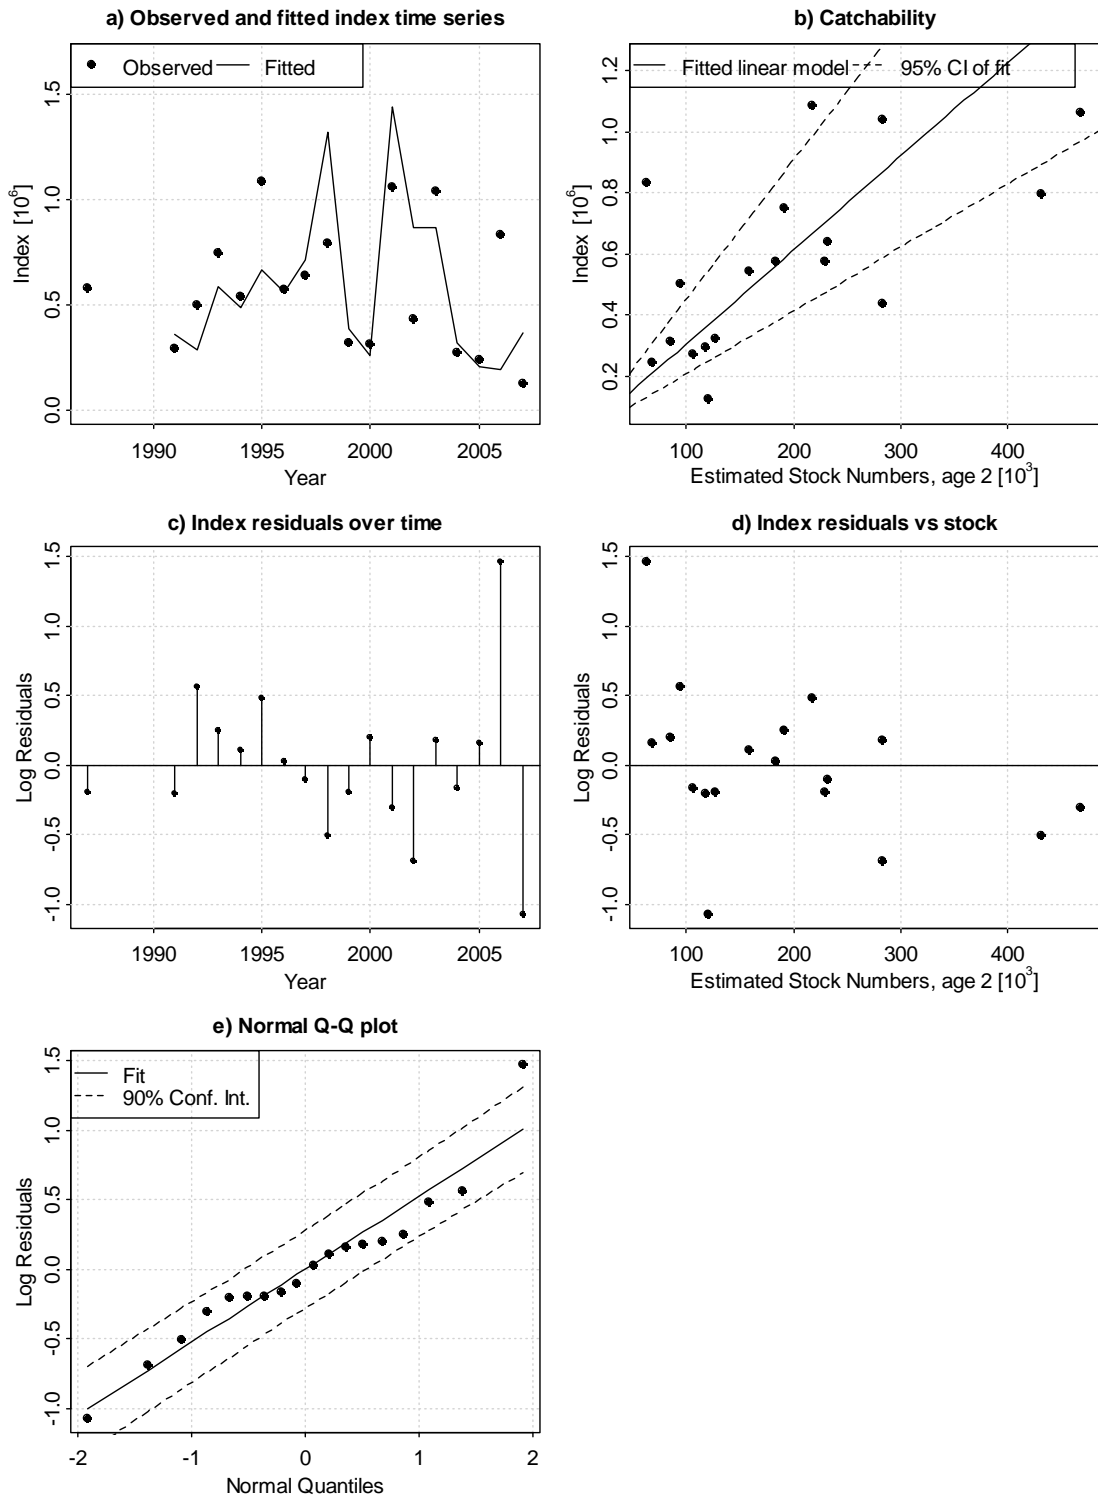 a) Observed and fitted index time series
Observed Fitted
Index [10^6]
0.0 0.5 1.0 1.5
1990 1995 2000 2005
Year
b) Catchability
Fitted linear model 95% CI of fit
Index [10^6]
0.2 0.4 0.6 0.8 1.0 1.2
100 200 300 400
Estimated Stock Numbers, age 2 [10^3]
c) Index residuals over time
Log Residuals
-1.0 -0.5 0.0 0.5 1.0 1.5
1990 1995 2000 2005
Year
d) Index residuals vs stock
Log Residuals
-1.0 -0.5 0.0 0.5 1.0 1.5
100 200 300 400
Estimated Stock Numbers, age 2 [10^3]
e) Normal Q-Q plot
Fit
90% Conf. Int.
Log Residuals
-1.0 -0.5 0.0 0.5 1.0 1.5
-2 -1 0 1 2
Normal Quantiles